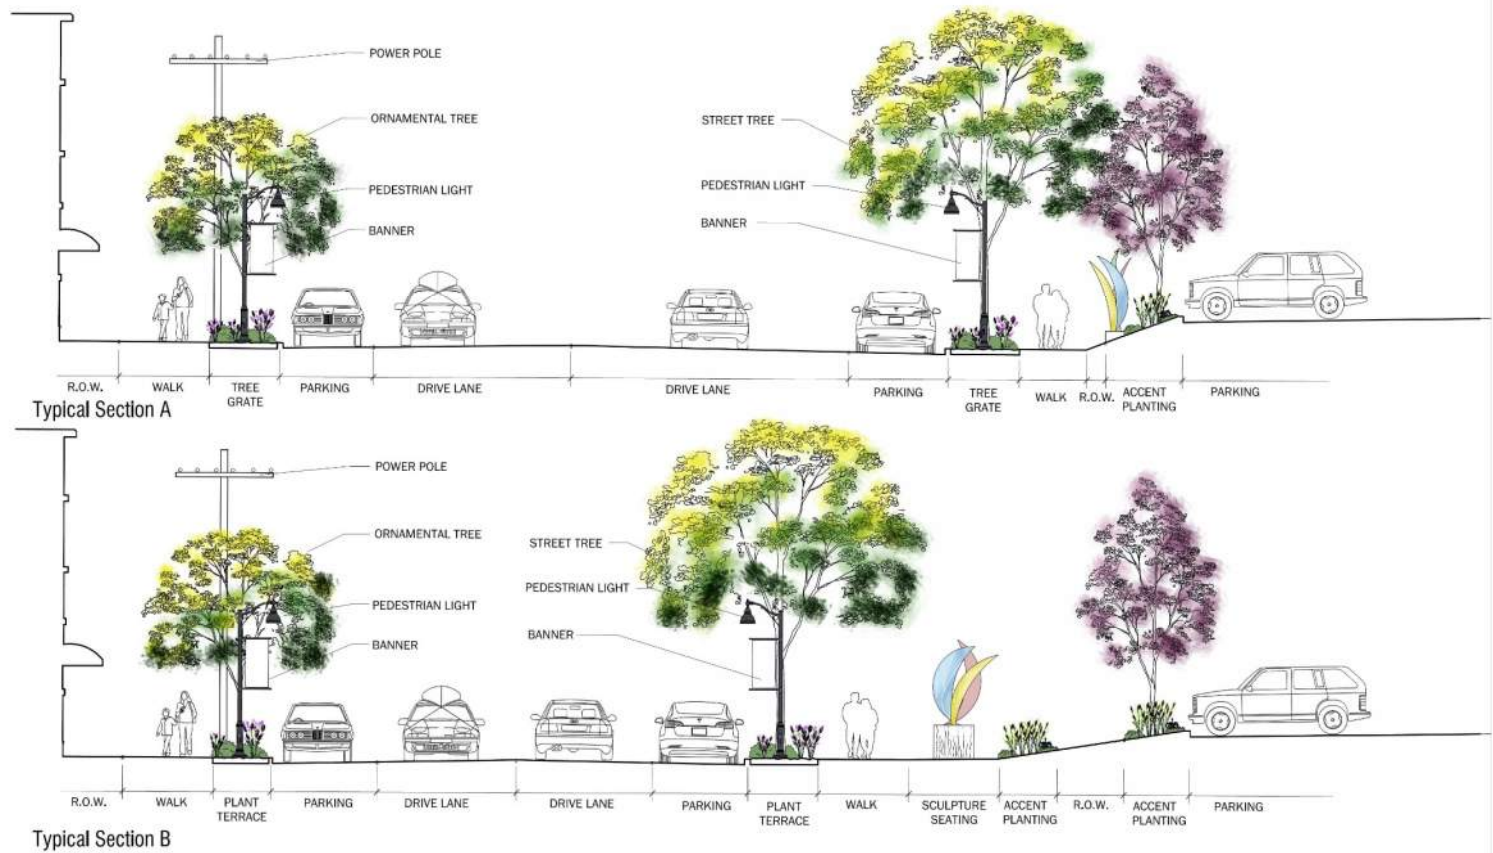 POWER POLE
ORNAMENTAL TREE
STREET TREE
PEDESTRIAN LIGHT
PEDESTRIAN LIGHT
BANNER
BANNER
R.O.W. WALK TREE GRATE PARKING DRIVE LANE DRIVE LANE PARKING TREE GRATE WALK R.O.W. ACCENT PLANTING PARKING
Typical Section A
POWER POLE
ORNAMENTAL TREE
STREET TREE
PEDESTRIAN LIGHT
PEDESTRIAN LIGHT
BANNER
BANNER
R.O.W. WALK PLANT TERRACE PARKING DRIVE LANE DRIVE LANE PARKING PLANT TERRACE WALK SCULPTURE SEATING ACCENT PLANTING R.O.W. ACCENT PLANTING PARKING
Typical Section B